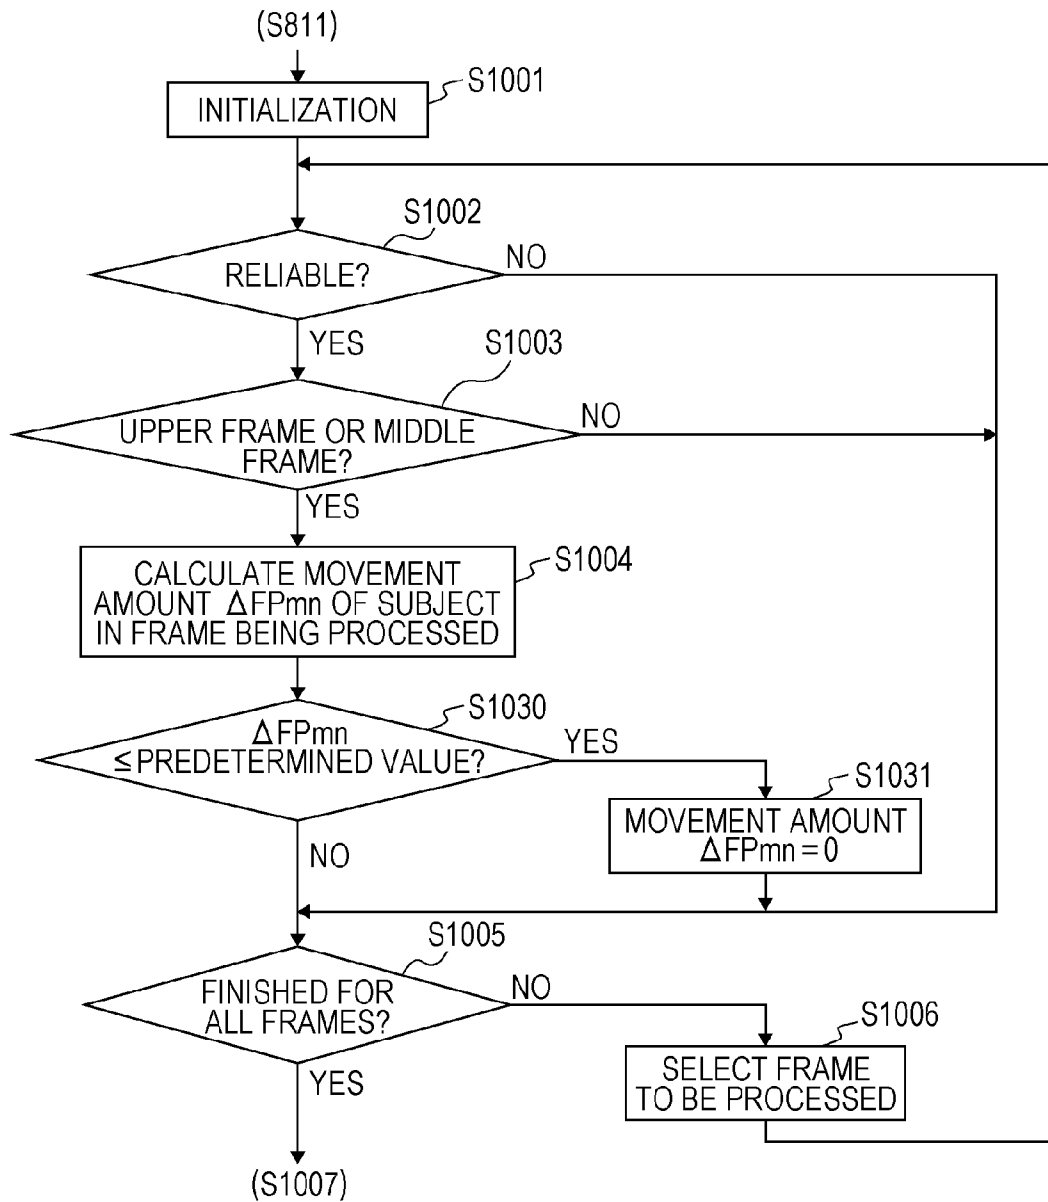 (S811)
S1001
INITIALIZATION
S1002
RELIABLE?
NO
YES
S1003
UPPER FRAME OR MIDDLE
FRAME?
NO
YES
S1004
CALCULATE MOVEMENT
AMOUNT ΔFPmn OF SUBJECT
IN FRAME BEING PROCESSED
S1030
ΔFPmn
≤PREDETERMINED VALUE?
YES
S1031
MOVEMENT AMOUNT
ΔFPmn=0
NO
S1005
FINISHED FOR
ALL FRAMES?
NO
S1006
SELECT FRAME
TO BE PROCESSED
YES
(S1007)